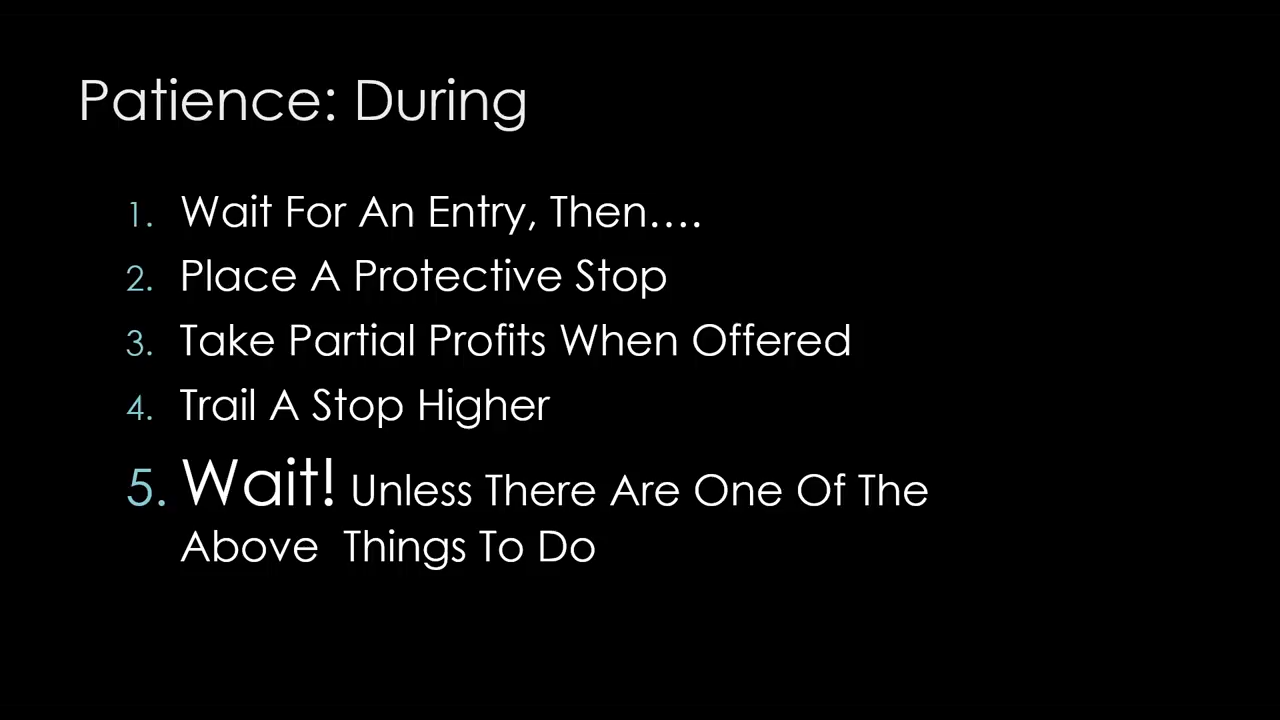 Patience: During
1. Wait For An Entry, Then....
2. Place A Protective Stop
3. Take Partial Profits When Offered
4. Trail A Stop Higher
5. Wait! Unless There Are One Of The
Above  Things To Do